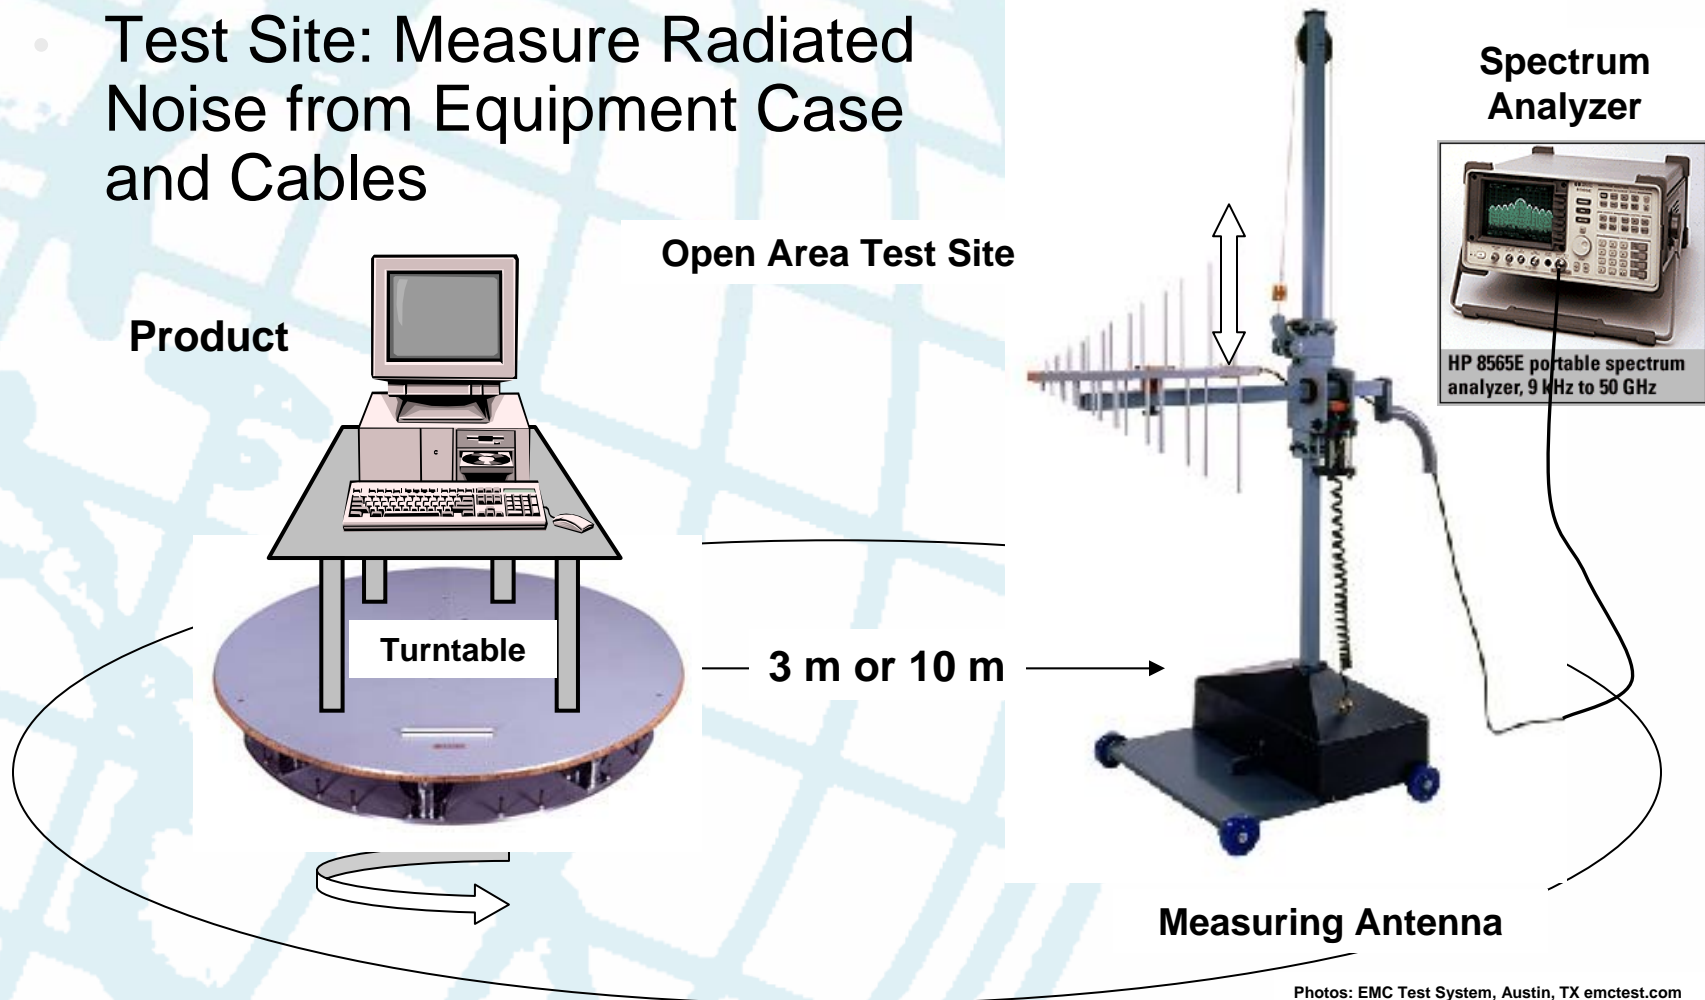 Test Site: Measure Radiated
Noise from Equipment Case
and Cables
Spectrum
Analyzer
Open Area Test Site
Product
HP 8565E portable spectrum
analyzer, 9 kHz to 50 GHz
Turntable
3 m or 10 m
Measuring Antenna
Photos: EMC Test System, Austin, TX emctest.com